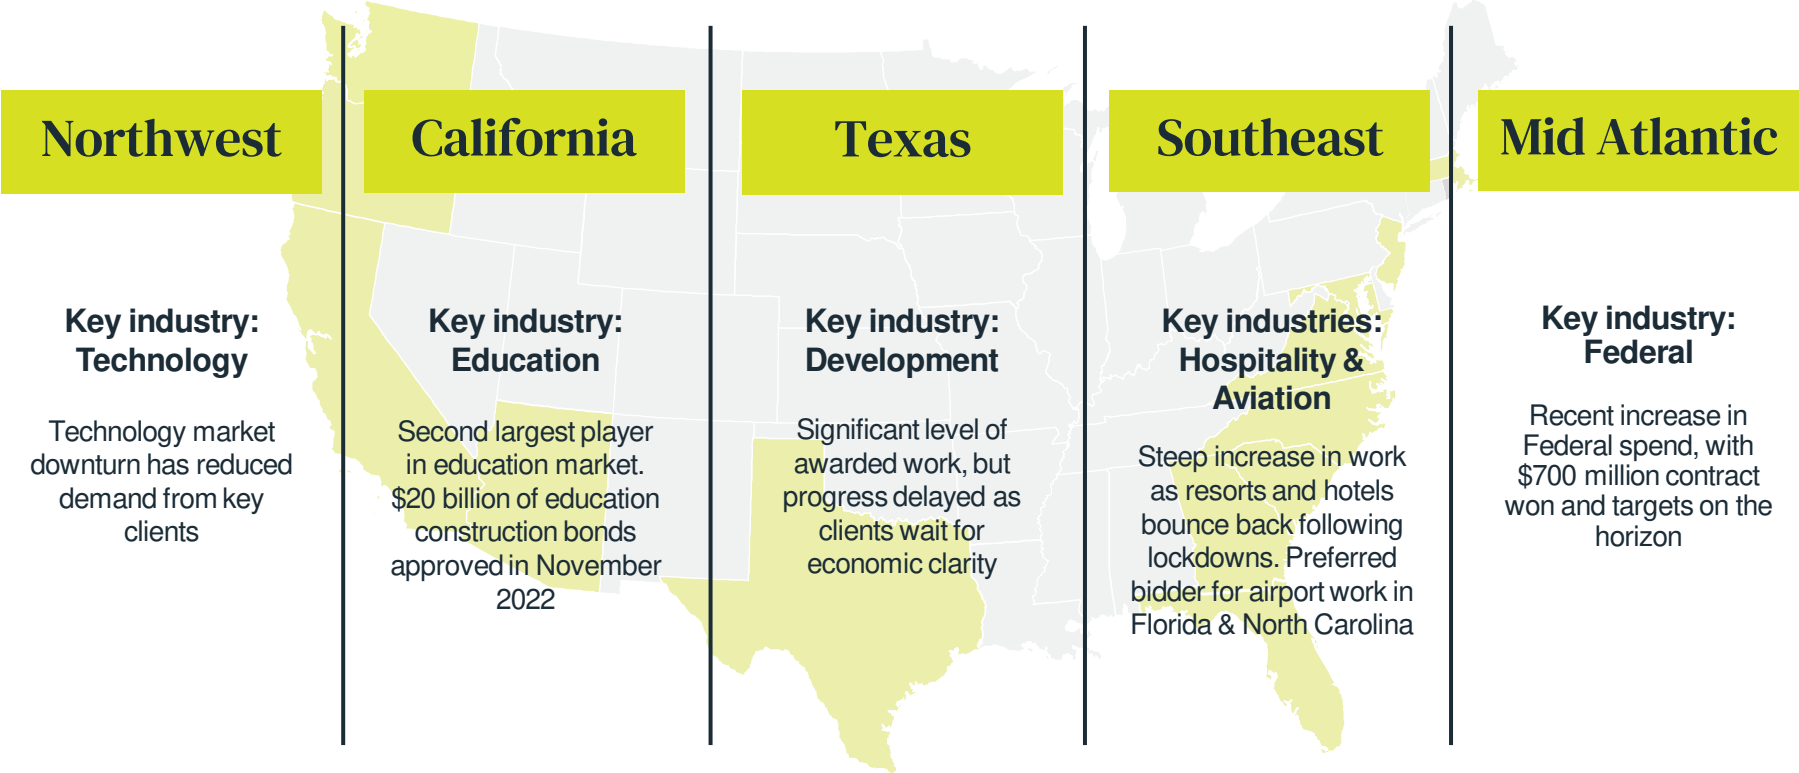 Northwest
Key industry:
Technology
Technology market
downturn has reduced
demand from key
clients
California
Key industry:
Education
Second largest player
in education market.
$20 billion of education
construction bonds
approved in November
2022
Texas
Key industry:
Development
Significant level of
awarded work, but
progress delayed as
clients wait for
economic clarity
Southeast
Key industries:
Hospitality &
Aviation
Steep increase in work
as resorts and hotels
bounce back following
lockdowns. Preferred
bidder for airport work in
Florida & North Carolina
Mid Atlantic
Key industry:
Federal
Recent increase in
Federal spend, with
$700 million contract
won and targets on the
horizon